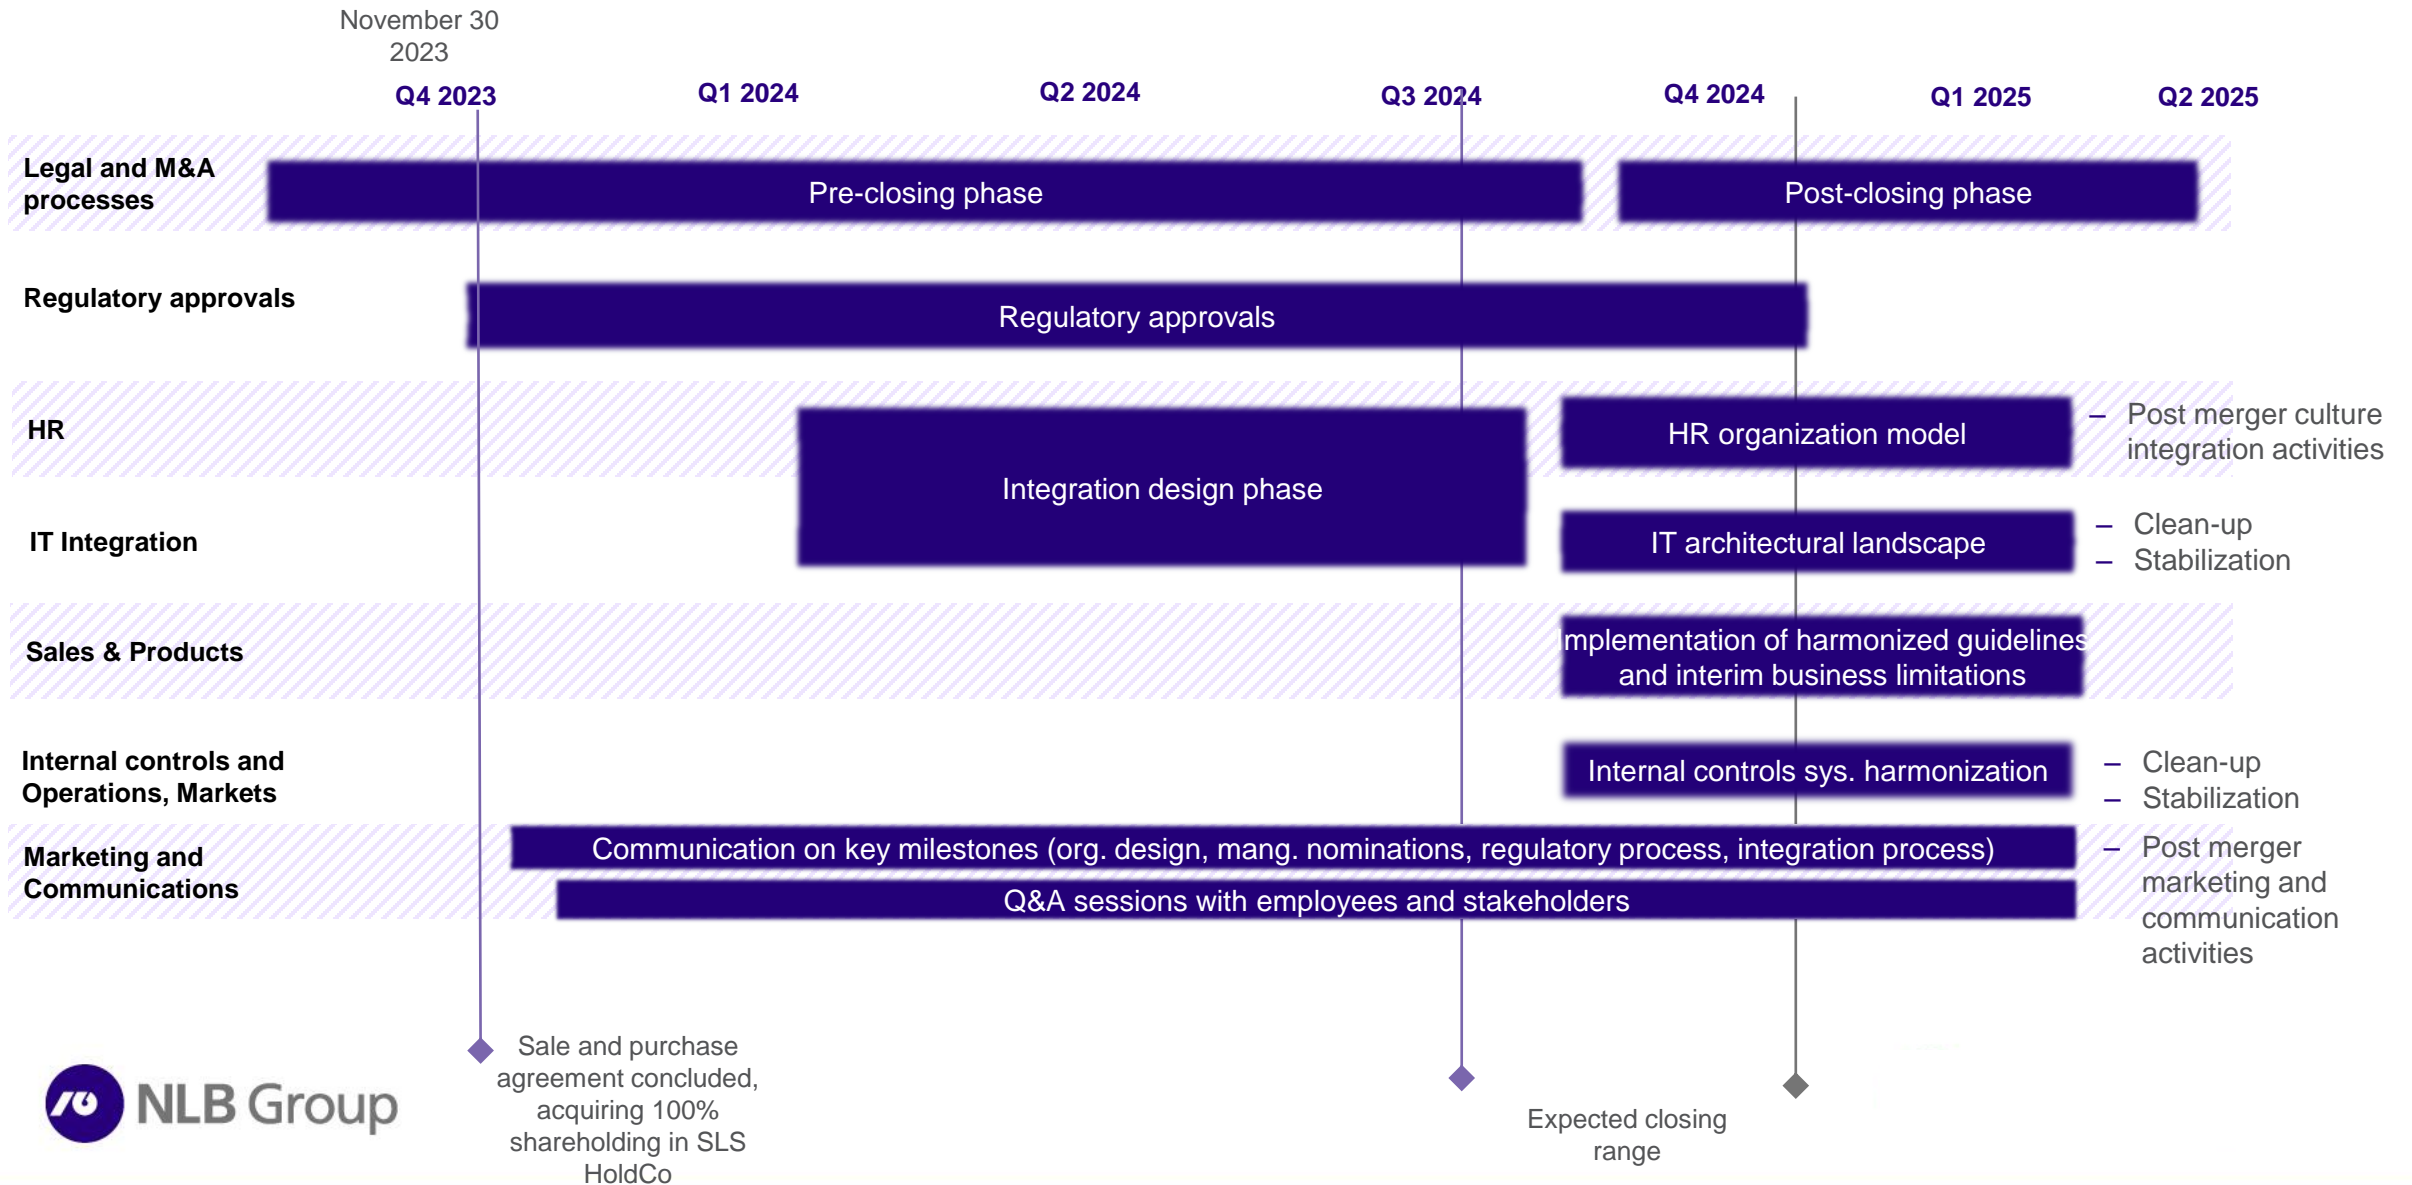 November 30
2023
Q4 2023
Q1 2024
Q2 2024
Q3 2024
Q4 2024
Q1 2025
Q2 2025
Legal and M&A
processes
Pre-closing phase
Post-closing phase
Regulatory approvals
Regulatory approvals
HR
Integration design phase
HR organization model
– Post merger culture
integration activities
IT Integration
IT architectural landscape
– Clean-up
– Stabilization
Sales & Products
Implementation of harmonized guidelines
and interim business limitations
Internal controls and
Operations, Markets
Internal controls sys. harmonization
– Clean-up
– Stabilization
Marketing and
Communications
Communication on key milestones (org. design, mang. nominations, regulatory process, integration process)
Q&A sessions with employees and stakeholders
– Post merger
marketing and
communication
activities
Sale and purchase
agreement concluded,
acquiring 100%
shareholding in SLS
HoldCo
Expected closing
range
NLB Group